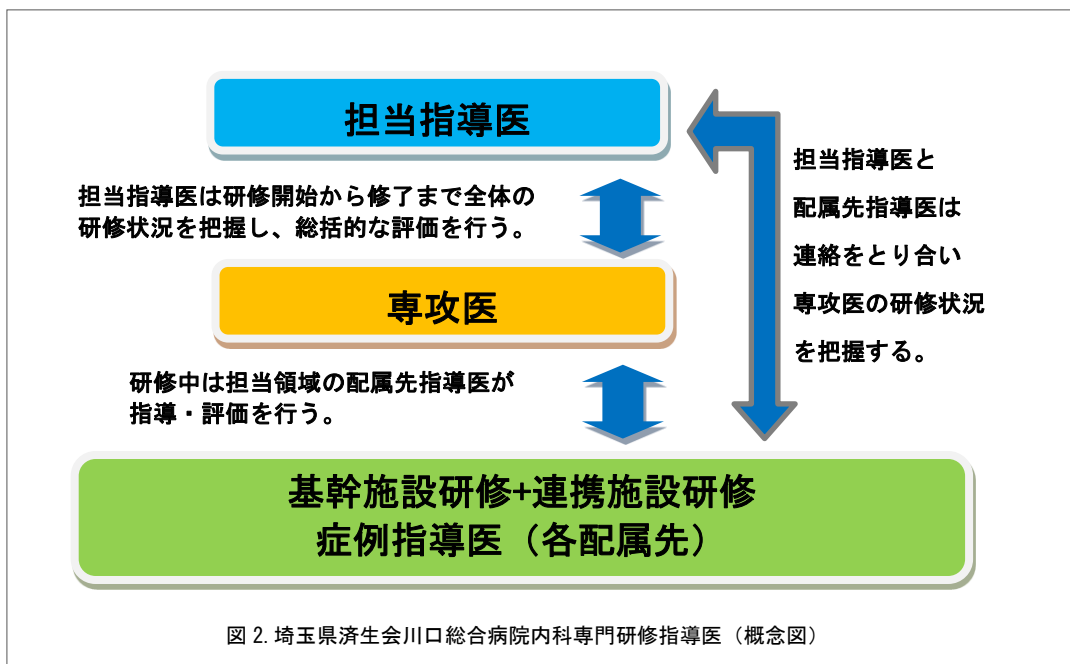 担当指導医
担当指導医は研修開始から修了まで全体の
研修状況を把握し、総括的な評価を行う。
担当指導医と
配属先指導医は
連絡をとり合い
専攻医の研修状況
を把握する。
専攻医
研修中は担当領域の配属先指導医が
指導・評価を行う。
基幹施設研修+連携施設研修
症例指導医（各配属先）
図 2. 埼玉県済生会川口総合病院内科専門研修指導医（概念図）